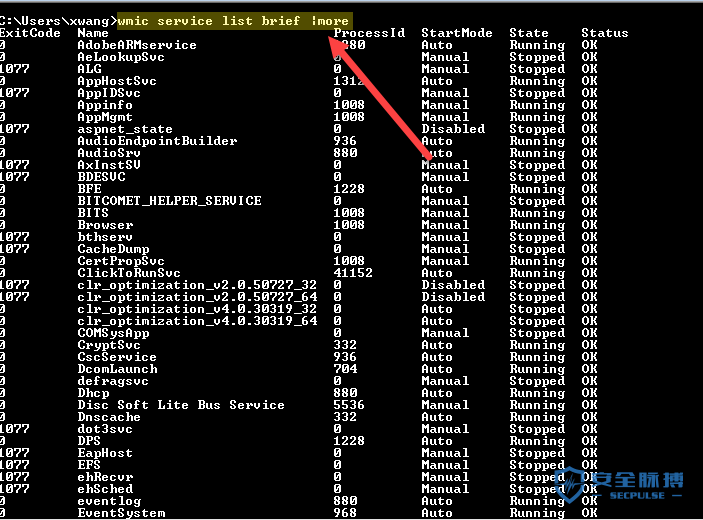 C:\Users\xwang>wmic service list brief |more
ExitCode Name ProcessId StartMode State Status
0 AdobeARMservice 880 Auto Running OK
0 AeLookupSvc 0 Manual Stopped OK
1077 ALG 0 Manual Stopped OK
0 AppHostSvc 1312 Auto Running OK
1077 AppIDSvc 0 Manual Stopped OK
0 Appinfo 1008 Manual Running OK
0 AppMgmt 1008 Manual Running OK
1077 aspnet_state 0 Disabled Stopped OK
0 AudioEndpointBuilder 936 Auto Running OK
0 AudioSrv 880 Auto Running OK
1077 AxInstSV 0 Manual Stopped OK
1077 BDESVC 0 Manual Stopped OK
0 BFE 1228 Auto Running OK
0 BITCOMET_HELPER_SERVICE 0 Manual Stopped OK
0 BITS 1008 Manual Running OK
0 Browser 1008 Manual Running OK
1077 bthserv 0 Manual Stopped OK
1077 CacheDump 0 Manual Stopped OK
0 CertPropSvc 1008 Manual Running OK
0 ClickToRunSvc 41152 Auto Running OK
1077 clr_optimization_v2.0.50727_32 0 Disabled Stopped OK
1077 clr_optimization_v2.0.50727_64 0 Disabled Stopped OK
0 clr_optimization_v4.0.30319_32 0 Auto Stopped OK
0 clr_optimization_v4.0.30319_64 0 Auto Stopped OK
0 COMSysApp 0 Manual Stopped OK
0 CryptSvc 332 Auto Running OK
0 CscService 936 Auto Running OK
0 DcomLaunch 704 Auto Running OK
0 defragsvc 0 Manual Stopped OK
0 Dhcp 880 Auto Running OK
0 Disc Soft Lite Bus Service 5536 Manual Running OK
0 Dnscache 332 Auto Running OK
1077 dot3svc 0 Manual Stopped OK
0 DPS 1228 Auto Running OK
1077 EapHost 0 Manual Stopped OK
0 EFS 0 Manual Stopped OK
1077 ehRecvr 0 Manual Stopped OK
1077 ehSched 0 Manual Stopped OK
0 eventlog 880 Auto Running OK
0 EventSystem 968 Auto Running OK
安全脉搏
SECPULSE